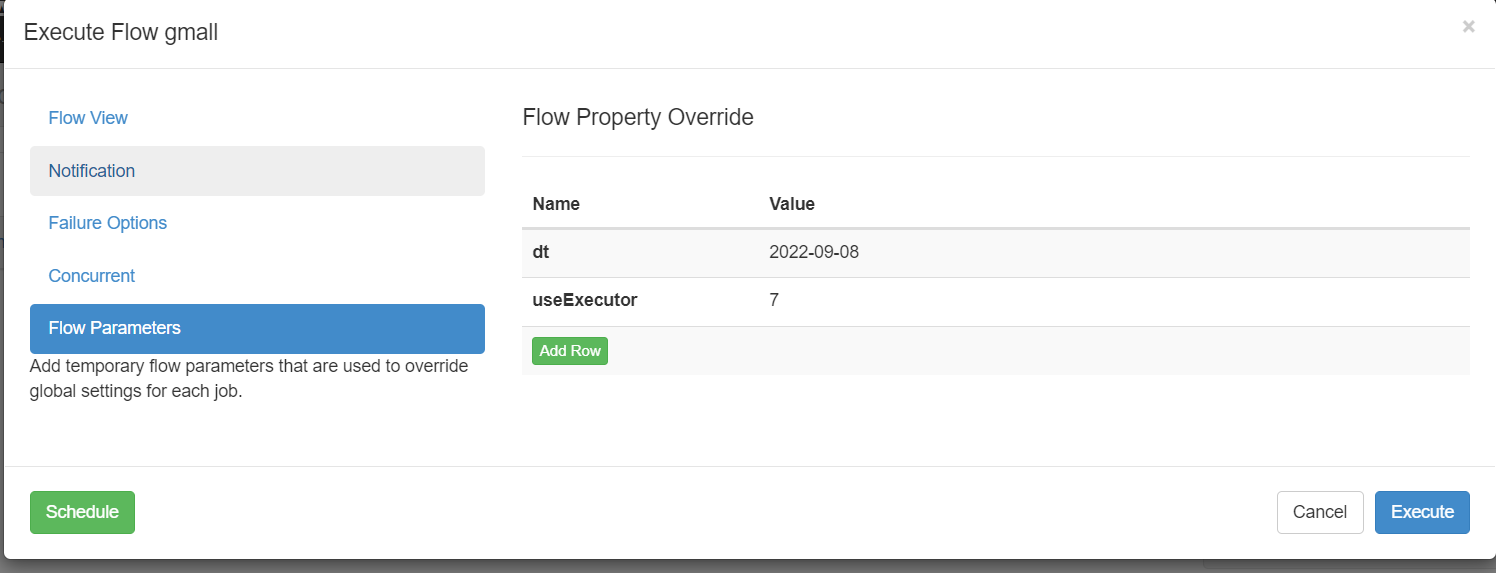 Execute Flow gmall
×
Flow View
Notification
Failure Options
Concurrent
Flow Parameters
Add temporary flow parameters that are used to override
global settings for each job.
Flow Property Override
Name Value
dt 2022-09-08
useExecutor 7
Add Row
Schedule
Cancel Execute